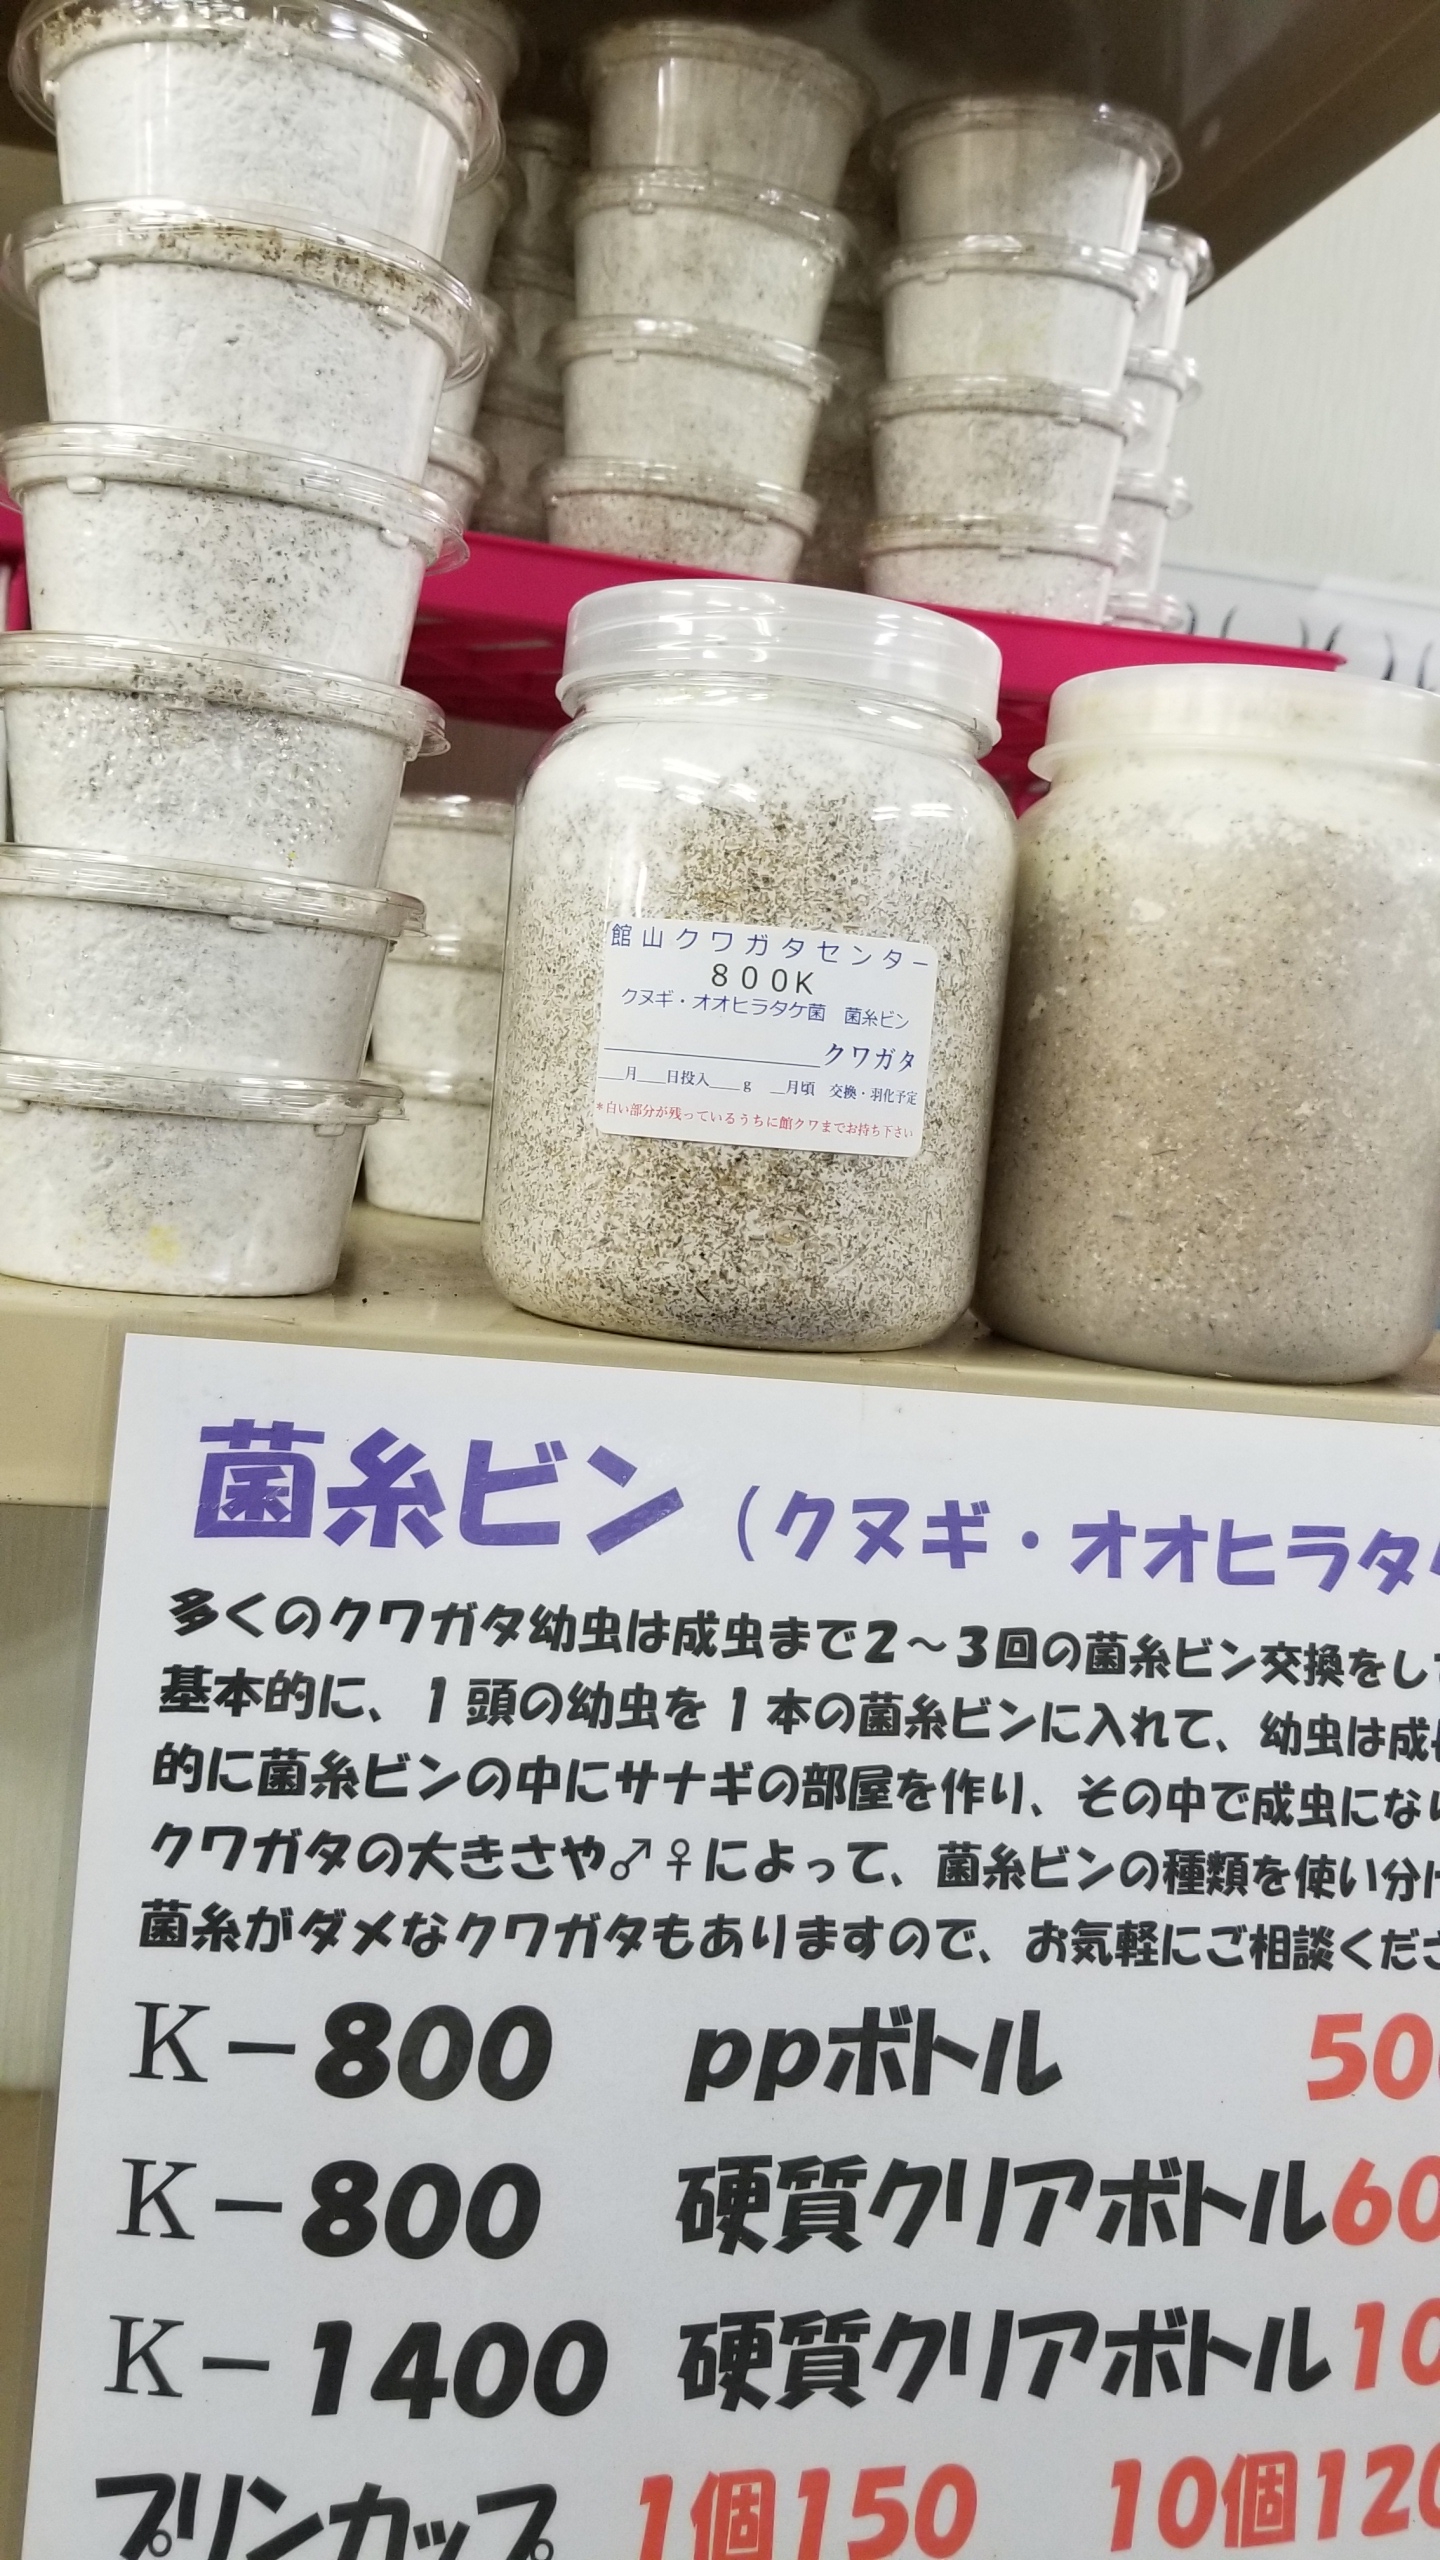 館山クワガタセンター
800K
クヌギ・オオヒラタケ菌 菌糸ビン
クワガタ
月 日投入 g 月頃 交換・羽化予定
*白い部分が残っているうちに館クワまでお持ち下さい
菌糸ビン(クヌギ・オオヒラタ
多くのクワガタ幼虫は成虫まで2~3回の菌糸ビン交換をし
基本的に、1頭の幼虫を1本の菌糸ビンに入れて、幼虫は成
的に菌糸ビンの中にサナギの部屋を作り、その中で成虫にな
クワガタの大きさや♂♀によって、菌糸ビンの種類を使い分
菌糸がダメなクワガタもありますので、お気軽にご相談くだ
K-800 ppボトル 50
K-800 硬質クリアボトル60
K-1400 硬質クリアボトル10
プリンカップ 1個150 10個120